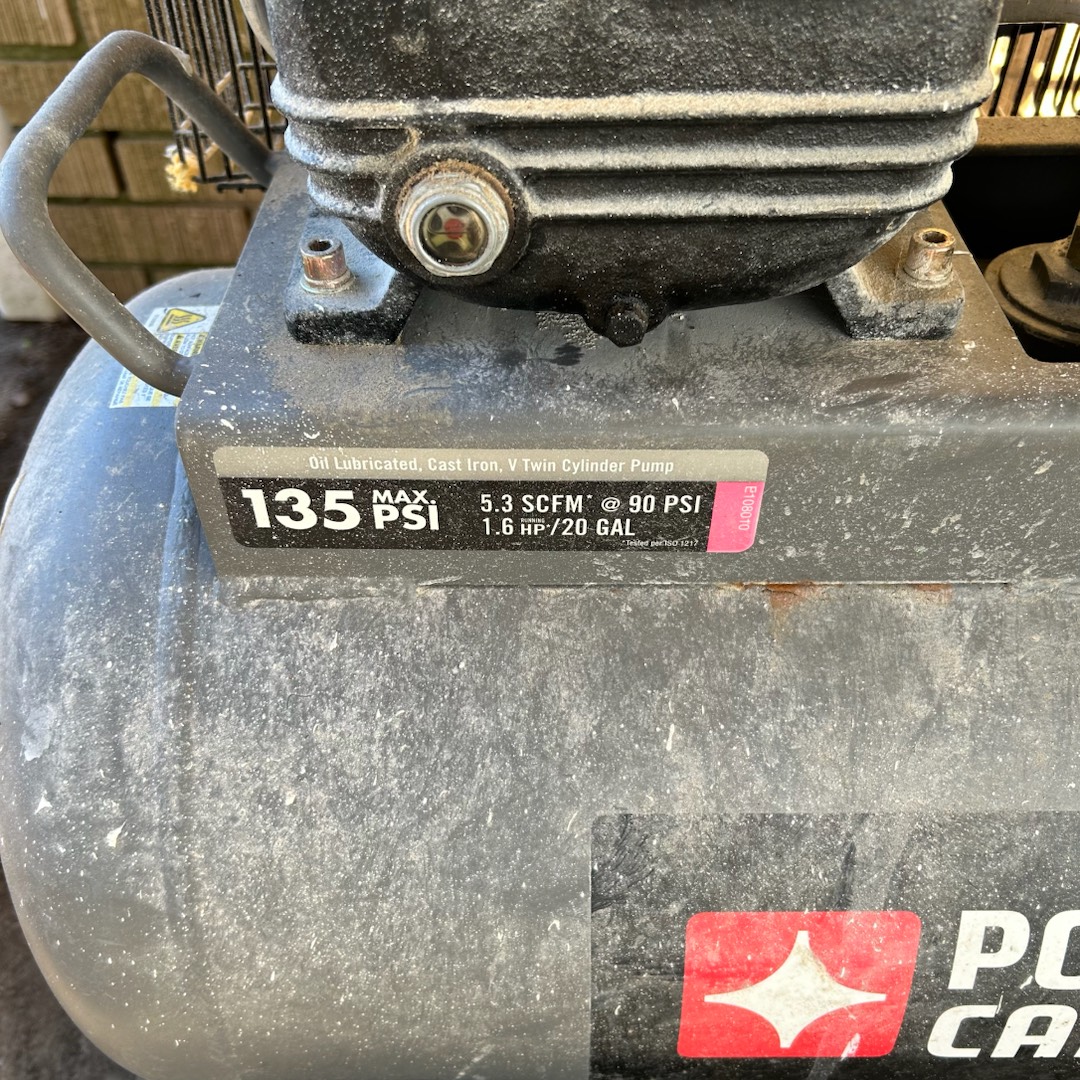 Oil Lubricated, Cast Iron, V Twin Cylinder Pump
135 MAX. PSI
5.3 SCFM* @ 90 PSI
1.6 RUNNING HP*/20 GAL
*Tested per ISO 1217
P108010
PO
CA